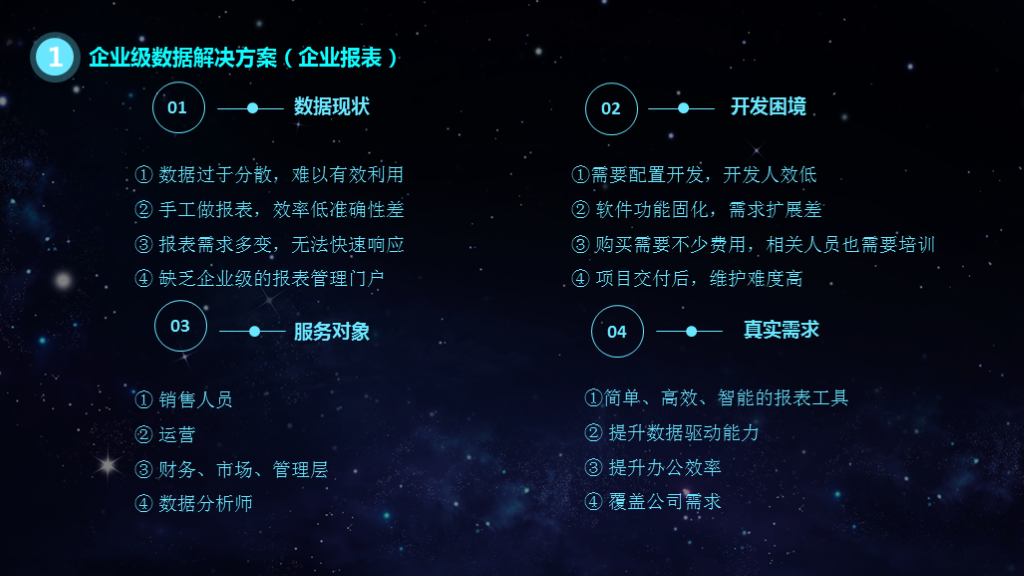 1 企业级数据解决方案（企业报表）
01 数据现状
① 数据过于分散，难以有效利用
② 手工做报表，效率低准确性差
③ 报表需求多变，无法快速响应
④ 缺乏企业级的报表管理门户
02 开发困境
①需要配置开发，开发人效低
② 软件功能固化，需求扩展差
③ 购买需要不少费用，相关人员也需要培训
④ 项目交付后，维护难度高
03 服务对象
① 销售人员
② 运营
③ 财务、市场、管理层
④ 数据分析师
04 真实需求
①简单、高效、智能的报表工具
② 提升数据驱动能力
③ 提升办公效率
④ 覆盖公司需求